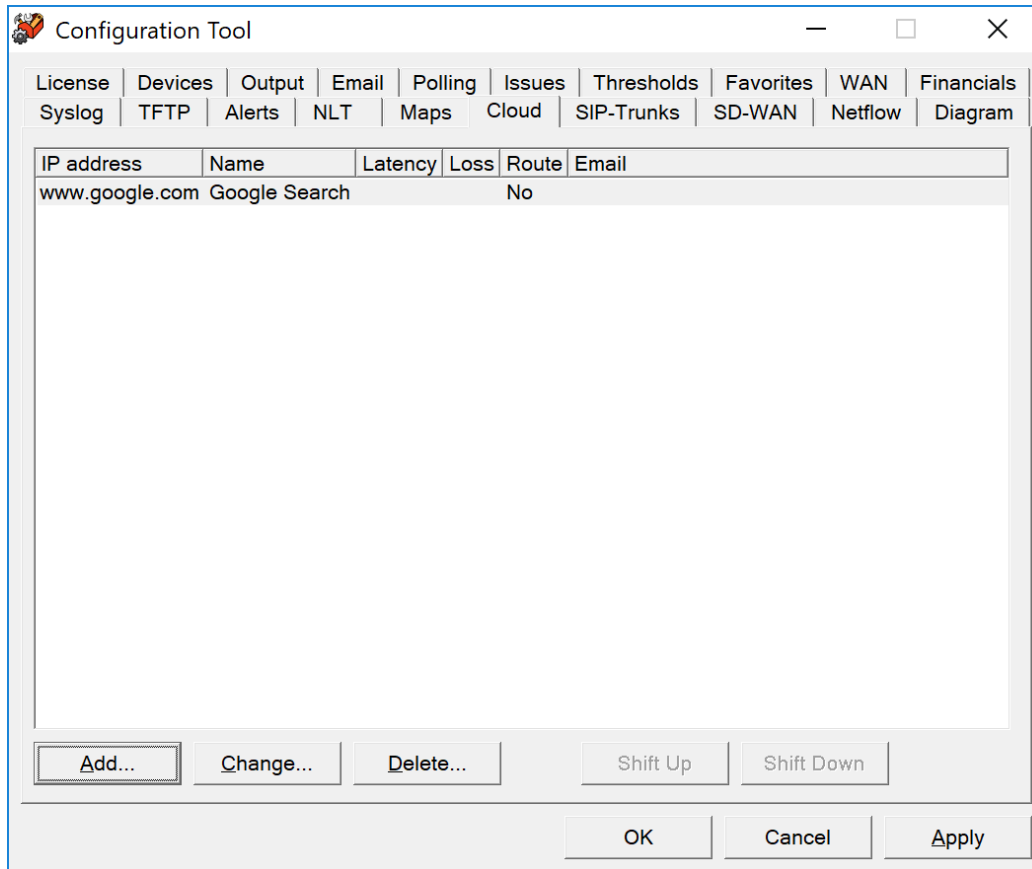 Configuration Tool
License Devices Output Email Polling Issues Thresholds Favorites WAN Financials
Syslog TFTP Alerts NLT Maps Cloud SIP-Trunks SD-WAN Netflow Diagram
IP address Name Latency Loss Route Email
www.google.com Google Search No
Add... Change... Delete... Shift Up Shift Down
OK Cancel Apply